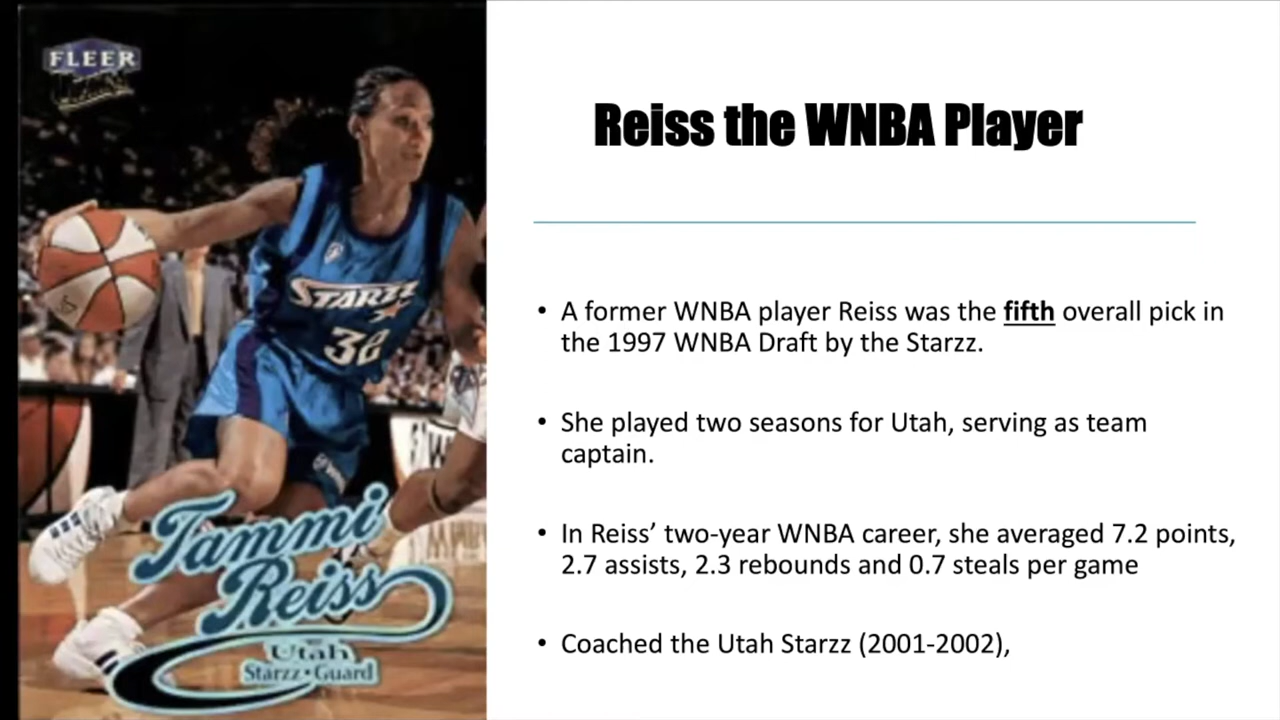 FLEER
STARZZ
32
Tammi
Reiss
Utah
Starzz • Guard
Reiss the WNBA Player
• A former WNBA player Reiss was the fifth overall pick in
the 1997 WNBA Draft by the Starzz.
• She played two seasons for Utah, serving as team
captain.
• In Reiss’ two-year WNBA career, she averaged 7.2 points,
2.7 assists, 2.3 rebounds and 0.7 steals per game
• Coached the Utah Starzz (2001-2002),